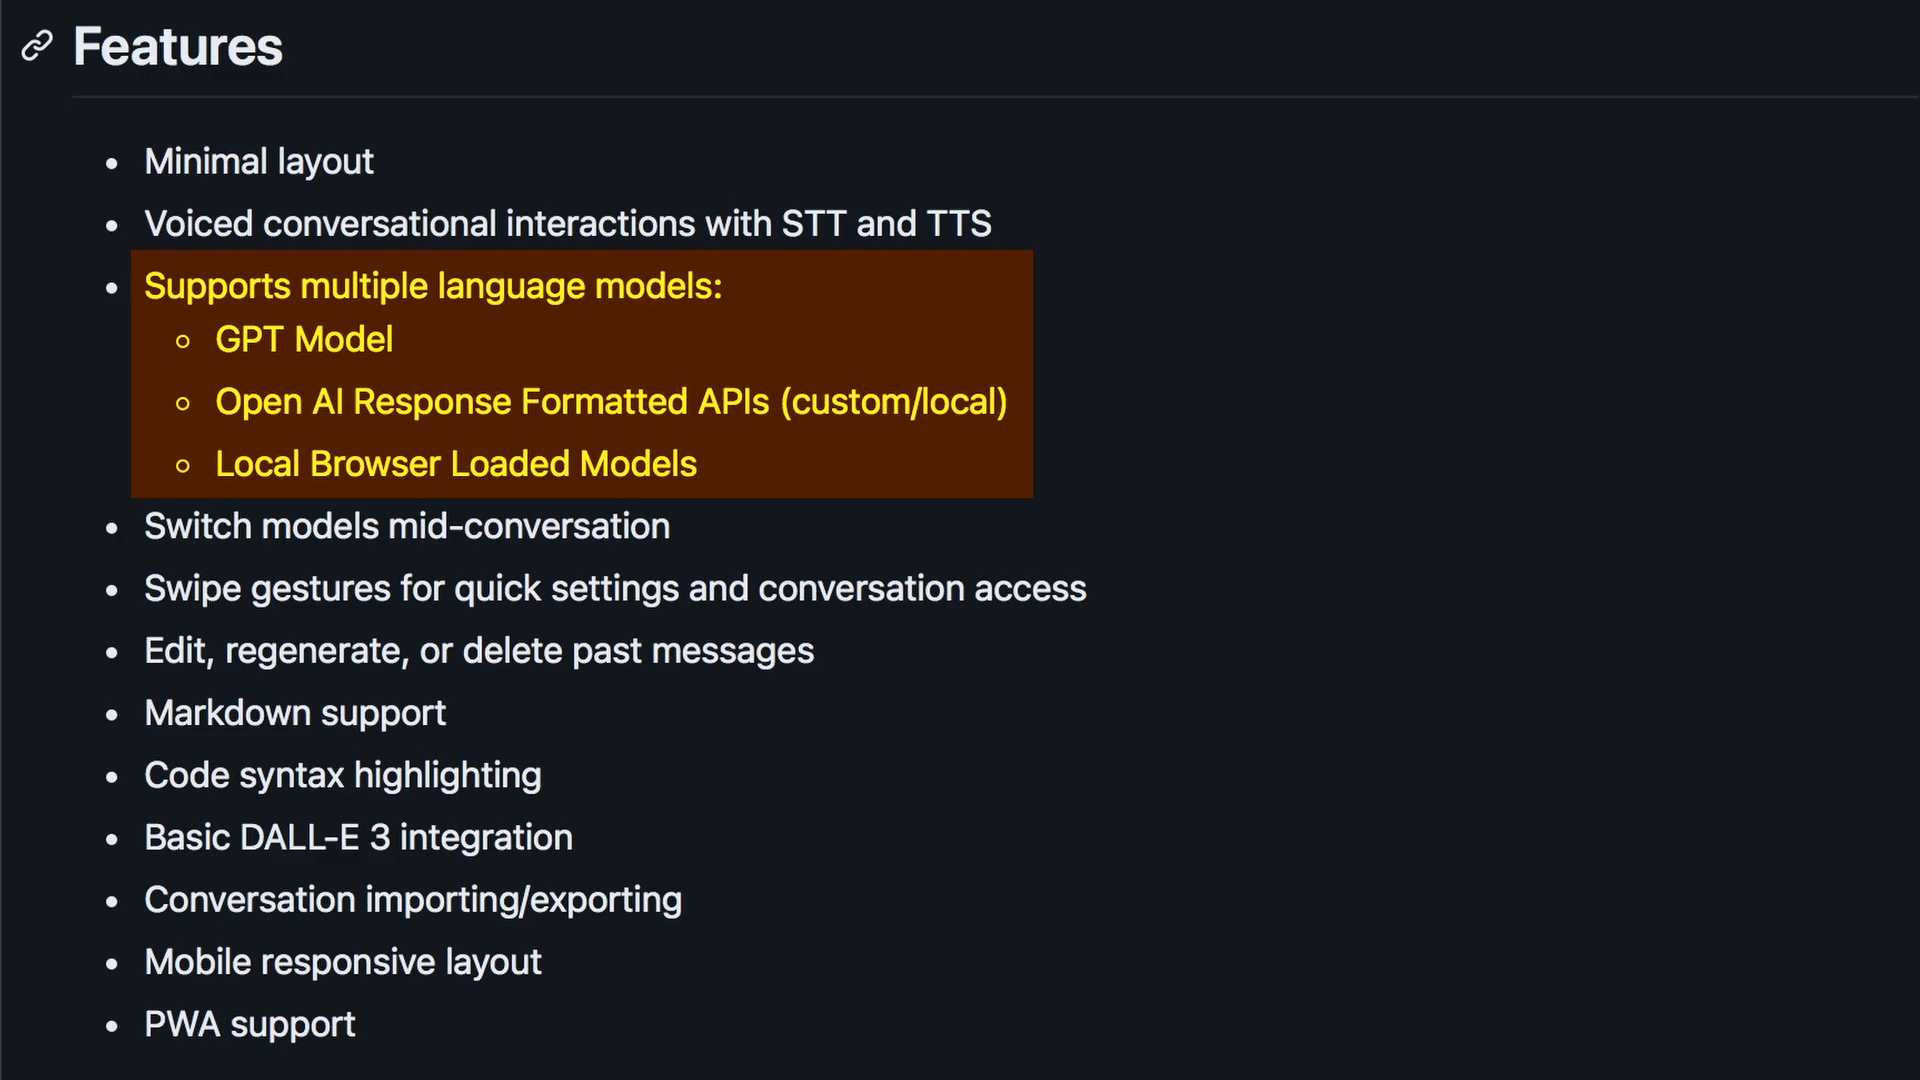 Features
Minimal layout
Voiced conversational interactions with STT and TTS
Supports multiple language models:
GPT Model
Open AI Response Formatted APIs (custom/local)
Local Browser Loaded Models
Switch models mid-conversation
Swipe gestures for quick settings and conversation access
Edit, regenerate, or delete past messages
Markdown support
Code syntax highlighting
Basic DALL-E 3 integration
Conversation importing/exporting
Mobile responsive layout
PWA support